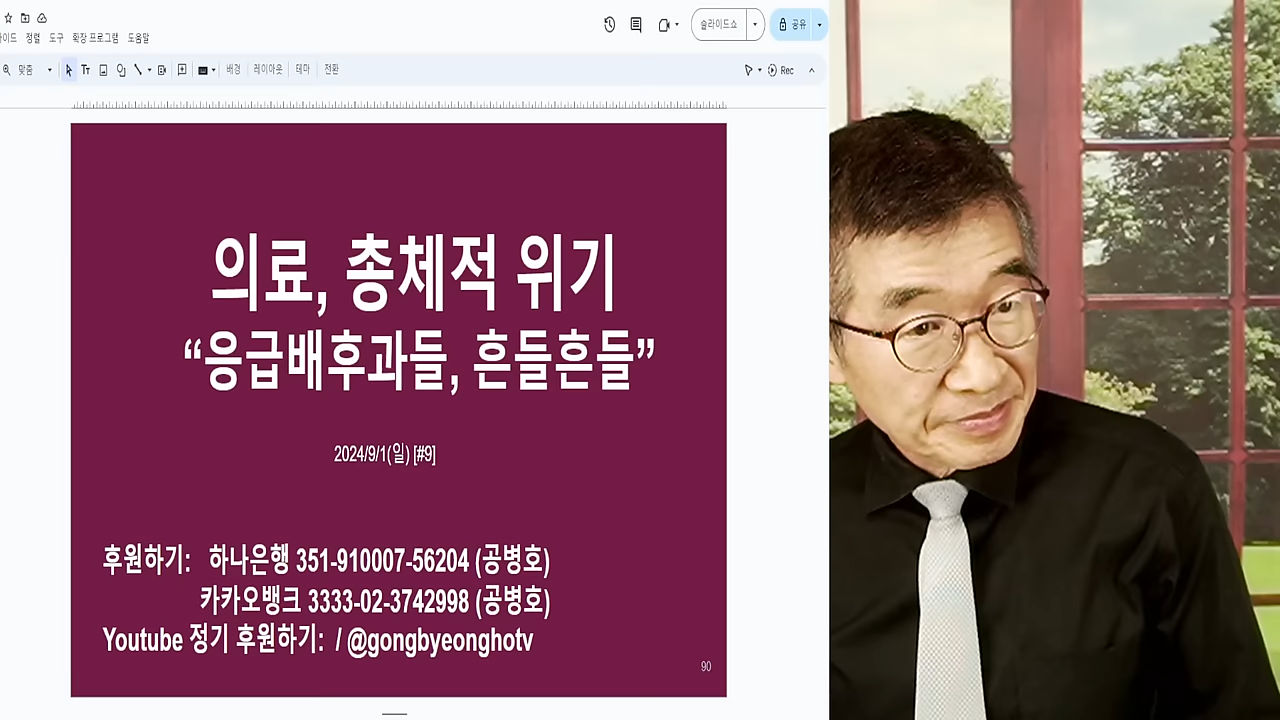 이드 정렬 도구 확장 프로그램 도움말
슬라이드쇼
공유
맞춤
배경 레이아웃 테마 전환
Rec
의료, 총체적 위기
“응급배후과들, 흔들흔들”
2024/9/1(일) [#9]
후원하기: 하나은행 351-910007-56204 (공병호)
카카오뱅크 3333-02-3742998 (공병호)
Youtube 정기 후원하기: / @gongbyeonghotv
90